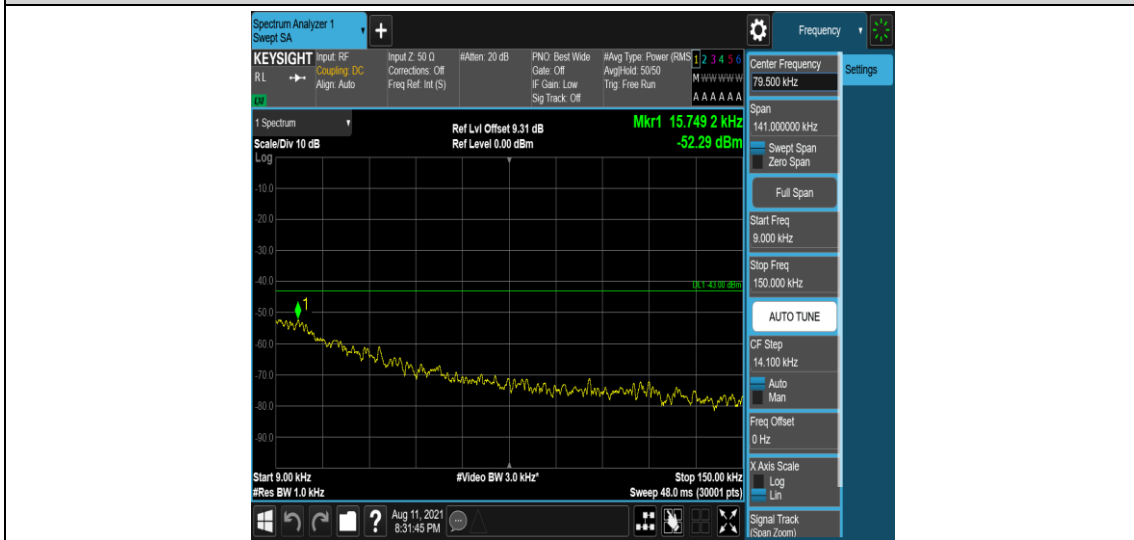 Spectrum Analyzer 1
Swept SA
+
Frequency
KEYSIGHT
RL
LXI
Input: RF
Coupling: DC
Align: Auto
Input Z: 50 Ω
Corrections: Off
Freq Ref: Int (S)
#Atten: 20 dB
PNO: Best Wide
Gate: Off
IF Gain: Low
Sig Track: Off
#Avg Type: Power (RMS
Avg|Hold: 50/50
Trig: Free Run
1 2 3 4 5 6
M W W W W W
A A A A A A
1 Spectrum
Scale/Div 10 dB
Log
Ref Lvl Offset 9.31 dB
Ref Level 0.00 dBm
Mkr1 15.749 2 kHz
-52.29 dBm
-10.0
-20.0
-30.0
-40.0
DL1 -43.00 dBm
-50.0
1
-60.0
-70.0
-80.0
-90.0
Start 9.00 kHz
#Video BW 3.0 kHz*
Stop 150.00 kHz
#Res BW 1.0 kHz
Sweep 48.0 ms (30001 pts)
?
Aug 11, 2021
8:31:45 PM
Center Frequency
79.500 kHz
Settings
Span
141.000000 kHz
Swept Span
Zero Span
Full Span
Start Freq
9.000 kHz
Stop Freq
150.000 kHz
AUTO TUNE
CF Step
14.100 kHz
Auto
Man
Freq Offset
0 Hz
X Axis Scale
Log
Lin
Signal Track
(Span Zoom)